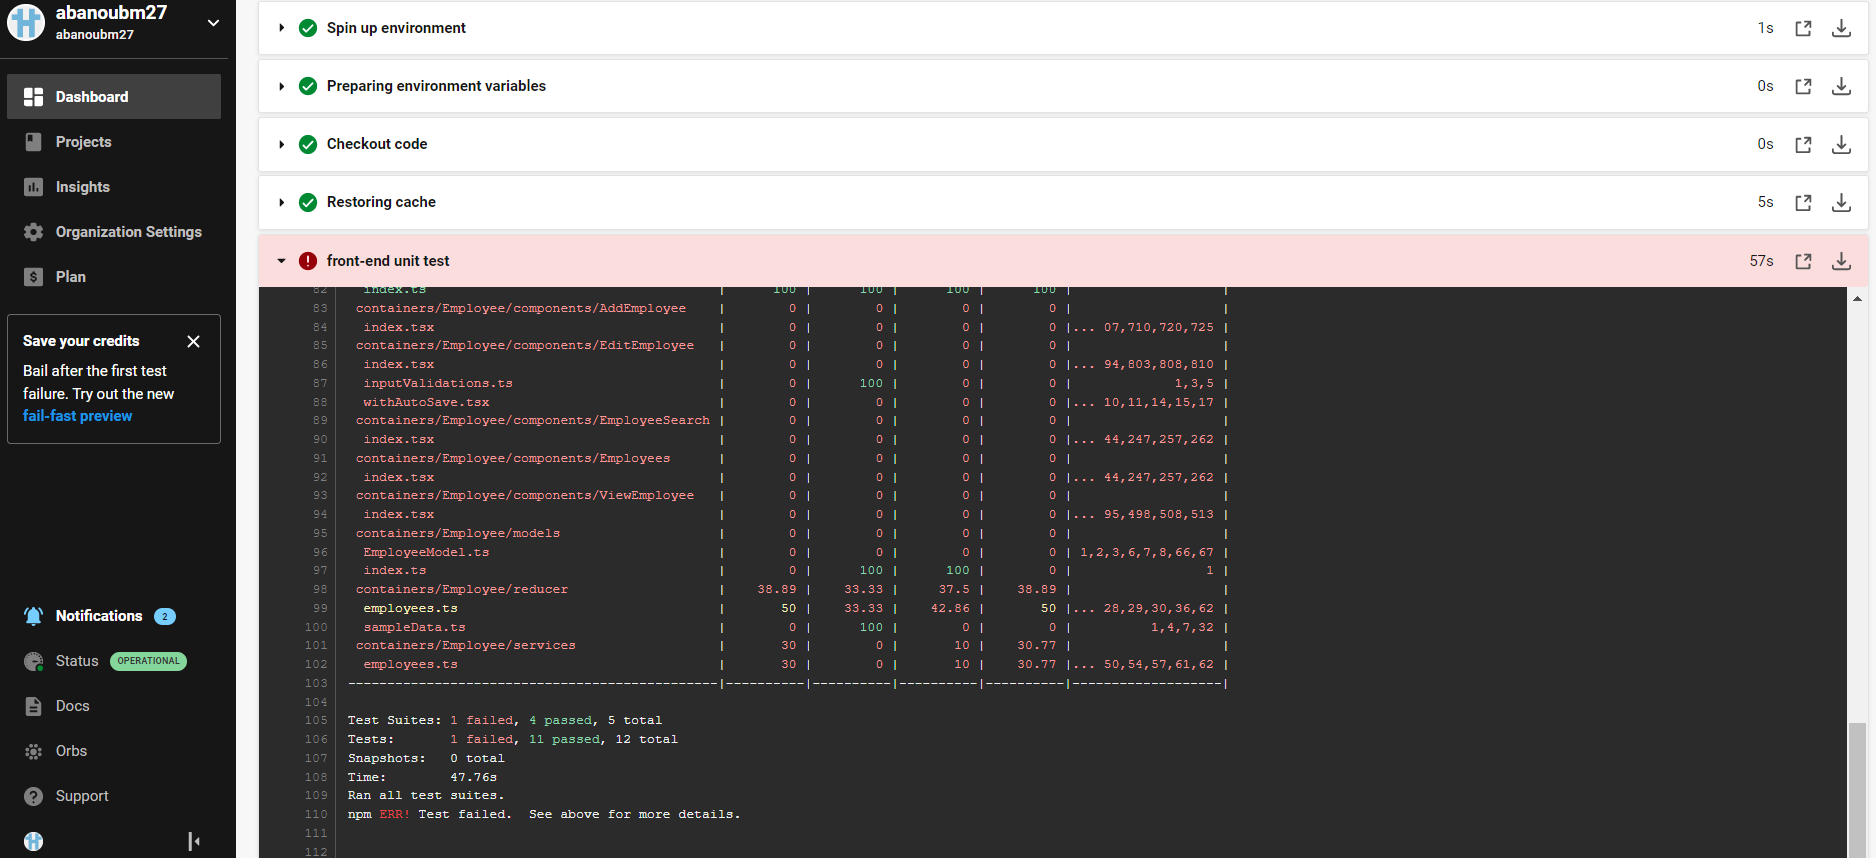 abanoubm27
abanoubm27
Dashboard
Projects
Insights
Organization Settings
Plan
Save your credits
Bail after the first test
failure. Try out the new
fail-fast preview
Notifications 2
Status OPERATIONAL
Docs
Orbs
Support
Spin up environment 1s
Preparing environment variables 0s
Checkout code 0s
Restoring cache 5s
front-end unit test 57s
82 index.ts | 100 | 100 | 100 | 100 | |
83 containers/Employee/components/AddEmployee | 0 | 0 | 0 | 0 | |
84 index.tsx | 0 | 0 | 0 | 0 |... 07,710,720,725 |
85 containers/Employee/components/EditEmployee | 0 | 0 | 0 | 0 | |
86 index.tsx | 0 | 0 | 0 | 0 |... 94,803,808,810 |
87 inputValidations.ts | 0 | 100 | 0 | 0 | 1,3,5 |
88 withAutoSave.tsx | 0 | 0 | 0 | 0 |... 10,11,14,15,17 |
89 containers/Employee/components/EmployeeSearch | 0 | 0 | 0 | 0 | |
90 index.tsx | 0 | 0 | 0 | 0 |... 44,247,257,262 |
91 containers/Employee/components/Employees | 0 | 0 | 0 | 0 | |
92 index.tsx | 0 | 0 | 0 | 0 |... 44,247,257,262 |
93 containers/Employee/components/ViewEmployee | 0 | 0 | 0 | 0 | |
94 index.tsx | 0 | 0 | 0 | 0 |... 95,498,508,513 |
95 containers/Employee/models | 0 | 0 | 0 | 0 | |
96 EmployeeModel.ts | 0 | 0 | 0 | 0 | 1,2,3,6,7,8,66,67 |
97 index.ts | 0 | 100 | 100 | 0 | 1 |
98 containers/Employee/reducer | 38.89 | 33.33 | 37.5 | 38.89 | |
99 employees.ts | 50 | 33.33 | 42.86 | 50 |... 28,29,30,36,62 |
100 sampleData.ts | 0 | 100 | 0 | 0 | 1,4,7,32 |
101 containers/Employee/services | 30 | 0 | 10 | 30.77 | |
102 employees.ts | 30 | 0 | 10 | 30.77 |... 50,54,57,61,62 |
103 -----------------------------------------------|----------|----------|----------|----------|-------------------|
104
105 Test Suites: 1 failed, 4 passed, 5 total
106 Tests: 1 failed, 11 passed, 12 total
107 Snapshots: 0 total
108 Time: 47.76s
109 Ran all test suites.
110 npm ERR! Test failed. See above for more details.
111
112